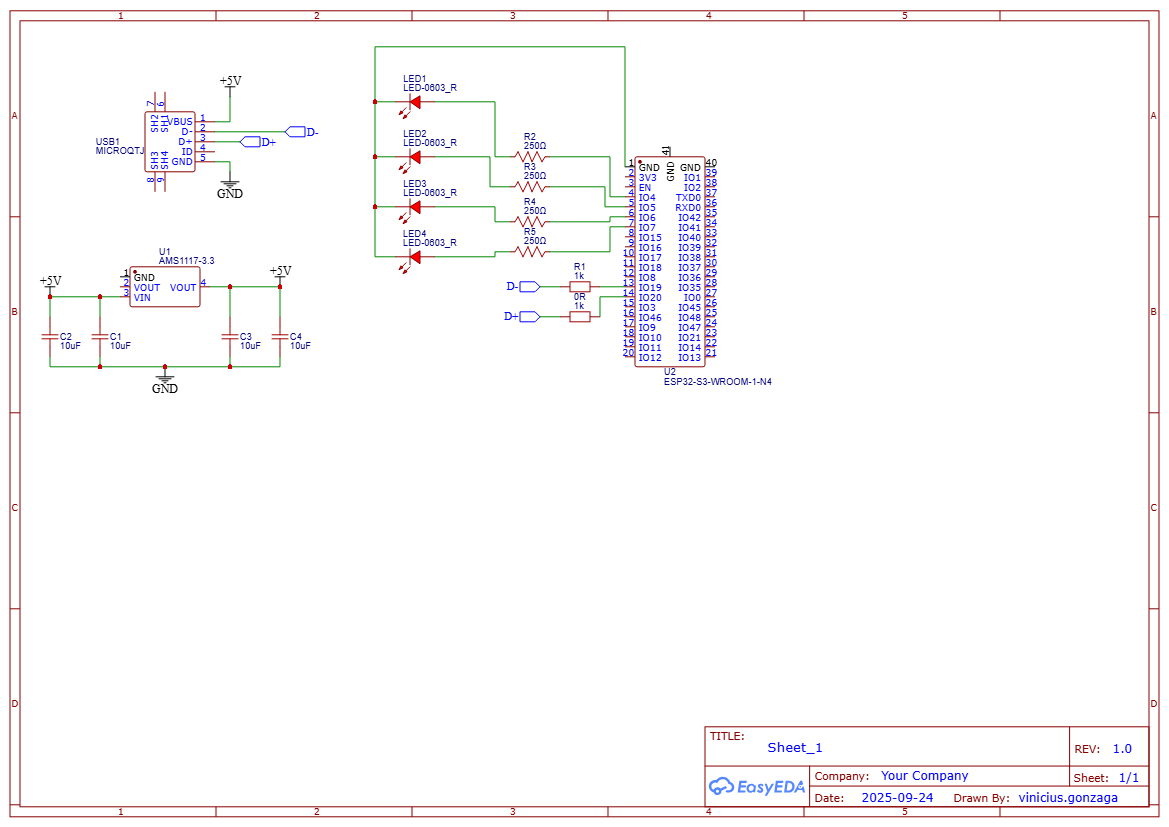 1 2 3 4 5
A
B
C
D
+5V
7 6
SH2 SH1
USB1
MICROQTJ
VBUS 1
D- 2
D+ 3
ID 4
GND 5
SH3 SH4
8 9
D-
D+
GND
LED1
LED-0603_R
LED2
LED-0603_R
LED3
LED-0603_R
LED4
LED-0603_R
R2
250Ω
R3
250Ω
R4
250Ω
R5
250Ω
R1
1k
0R
1k
D-
D+
41
GND
1 GND GND 40
2 3V3 IO1 39
3 EN IO2 38
4 IO4 TXD0 37
5 IO5 RXD0 36
6 IO6 IO42 35
7 IO7 IO41 34
8 IO15 IO40 33
9 IO16 IO39 32
10 IO17 IO38 31
11 IO18 IO37 30
12 IO8 IO36 29
13 IO19 IO35 28
14 IO20 IO0 27
15 IO3 IO45 26
16 IO46 IO48 25
17 IO9 IO47 24
18 IO10 IO21 23
19 IO11 IO14 22
20 IO12 IO13 21
U2
ESP32-S3-WROOM-1-N4
U1
AMS1117-3.3
+5V
+5V
1 GND
2 VOUT VOUT 4
3 VIN
C2
10uF
C1
10uF
C3
10uF
C4
10uF
GND
TITLE:
Sheet_1
REV: 1.0
EasyEDA
Company: Your Company
Sheet: 1/1
Date: 2025-09-24 Drawn By: vinicius.gonzaga
A
B
C
D
1 2 3 4 5